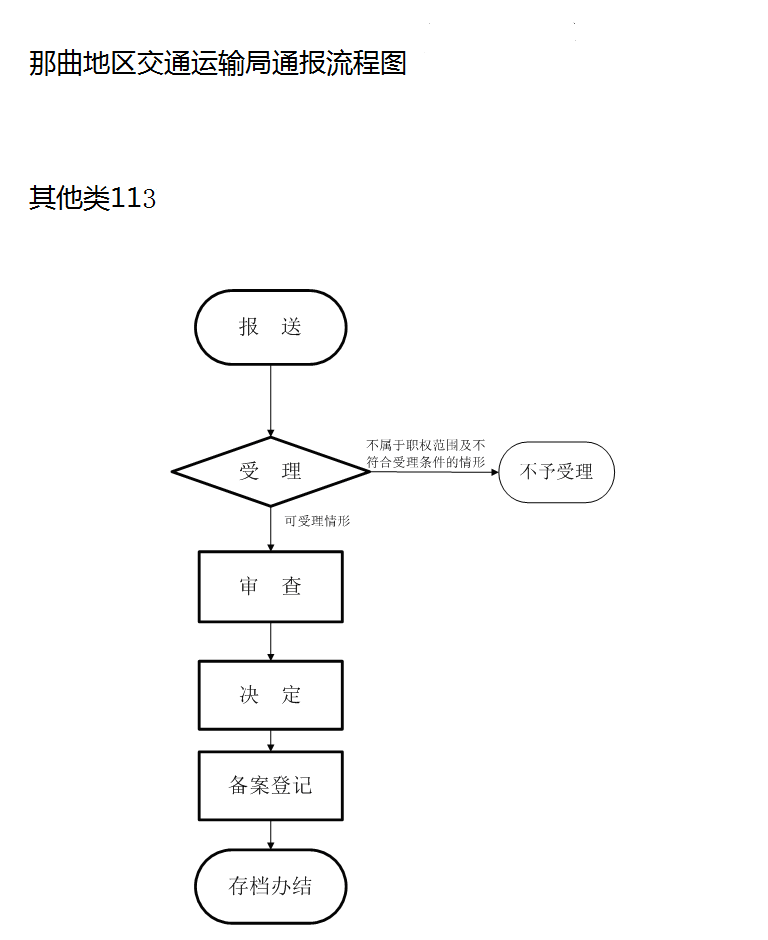 那曲地区交通运输局通报流程图
其他类113
报 送
不属于职权范围及不
符合受理条件的情形
受 理
不予受理
可受理情形
审 查
决 定
备案登记
存档办结